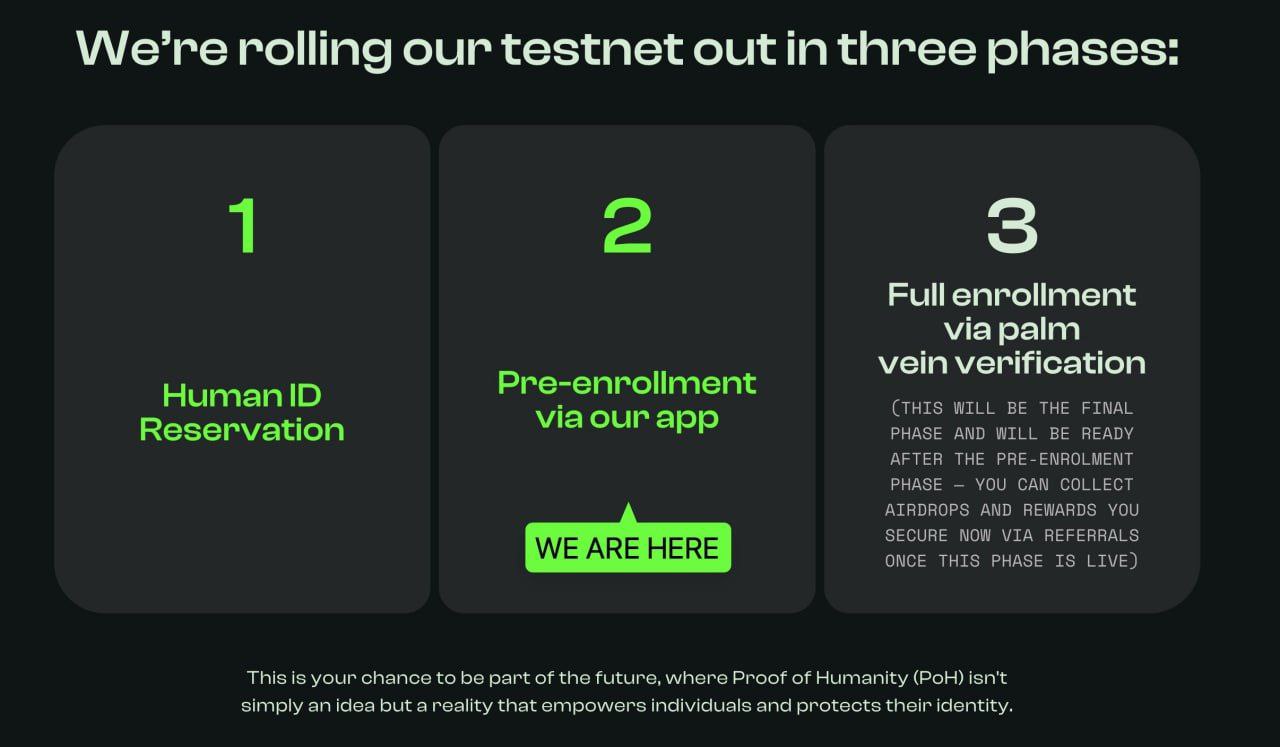 We’re rolling our testnet out in three phases:
1
Human ID
Reservation
2
Pre-enrollment
via our app
WE ARE HERE
3
Full enrollment
via palm
vein verification
(THIS WILL BE THE FINAL
PHASE AND WILL BE READY
AFTER THE PRE-ENROLMENT
PHASE – YOU CAN COLLECT
AIRDROPS AND REWARDS YOU
SECURE NOW VIA REFERRALS
ONCE THIS PHASE IS LIVE)
This is your chance to be part of the future, where Proof of Humanity (PoH) isn't
simply an idea but a reality that empowers individuals and protects their identity.